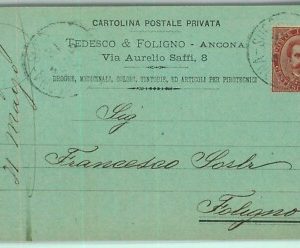 CARTOLINA POSTALE PRIVATA
TEDESCO & FOLIGNO - ANCONA
Via Aurelio Saffi, 8
DROGHE, MEDICINALI, COLORI, TINTORIE, ED ARTICOLI PER PIROTECNICI
Sig
Francesco
Foligno